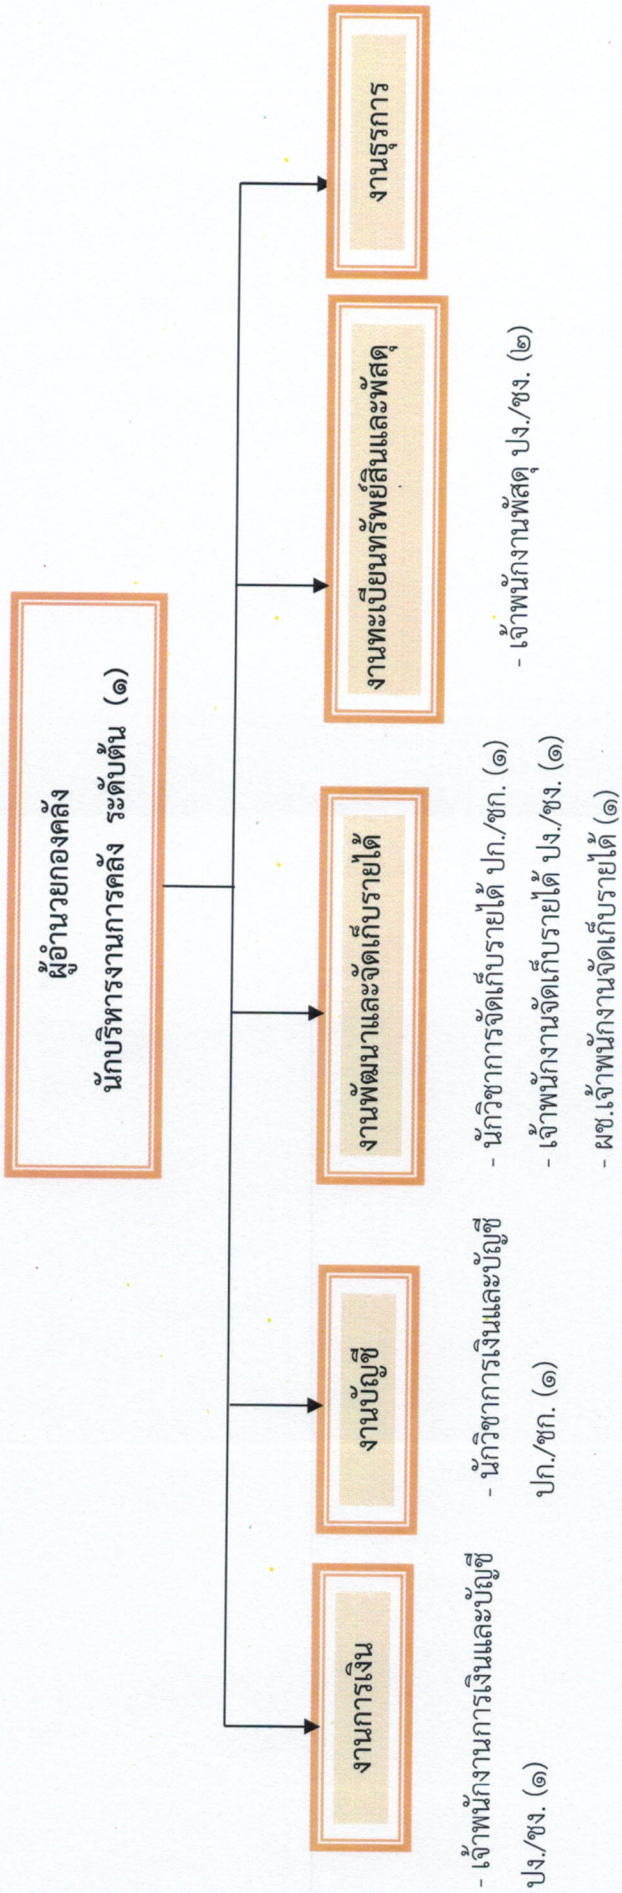 ผู้อำนวยกองคลัง
นักบริหารงานการคลัง ระดับต้น (๑)
งานการเงิน
- เจ้าพนักงานการเงินและบัญชี
ปง./ชง. (๑)
งานบัญชี
- นักวิชาการเงินและบัญชี
ปก./ชก. (๑)
งานพัฒนาและจัดเก็บรายได้
- นักวิชาการจัดเก็บรายได้ ปก./ชก. (๑)
- เจ้าพนักงานจัดเก็บรายได้ ปง./ชง. (๑)
- ผช.เจ้าพนักงานจัดเก็บรายได้ (๑)
งานทะเบียนทรัพย์สินและพัสดุ
- เจ้าพนักงานพัสดุ ปง./ชง. (๒)
งานธุรการ